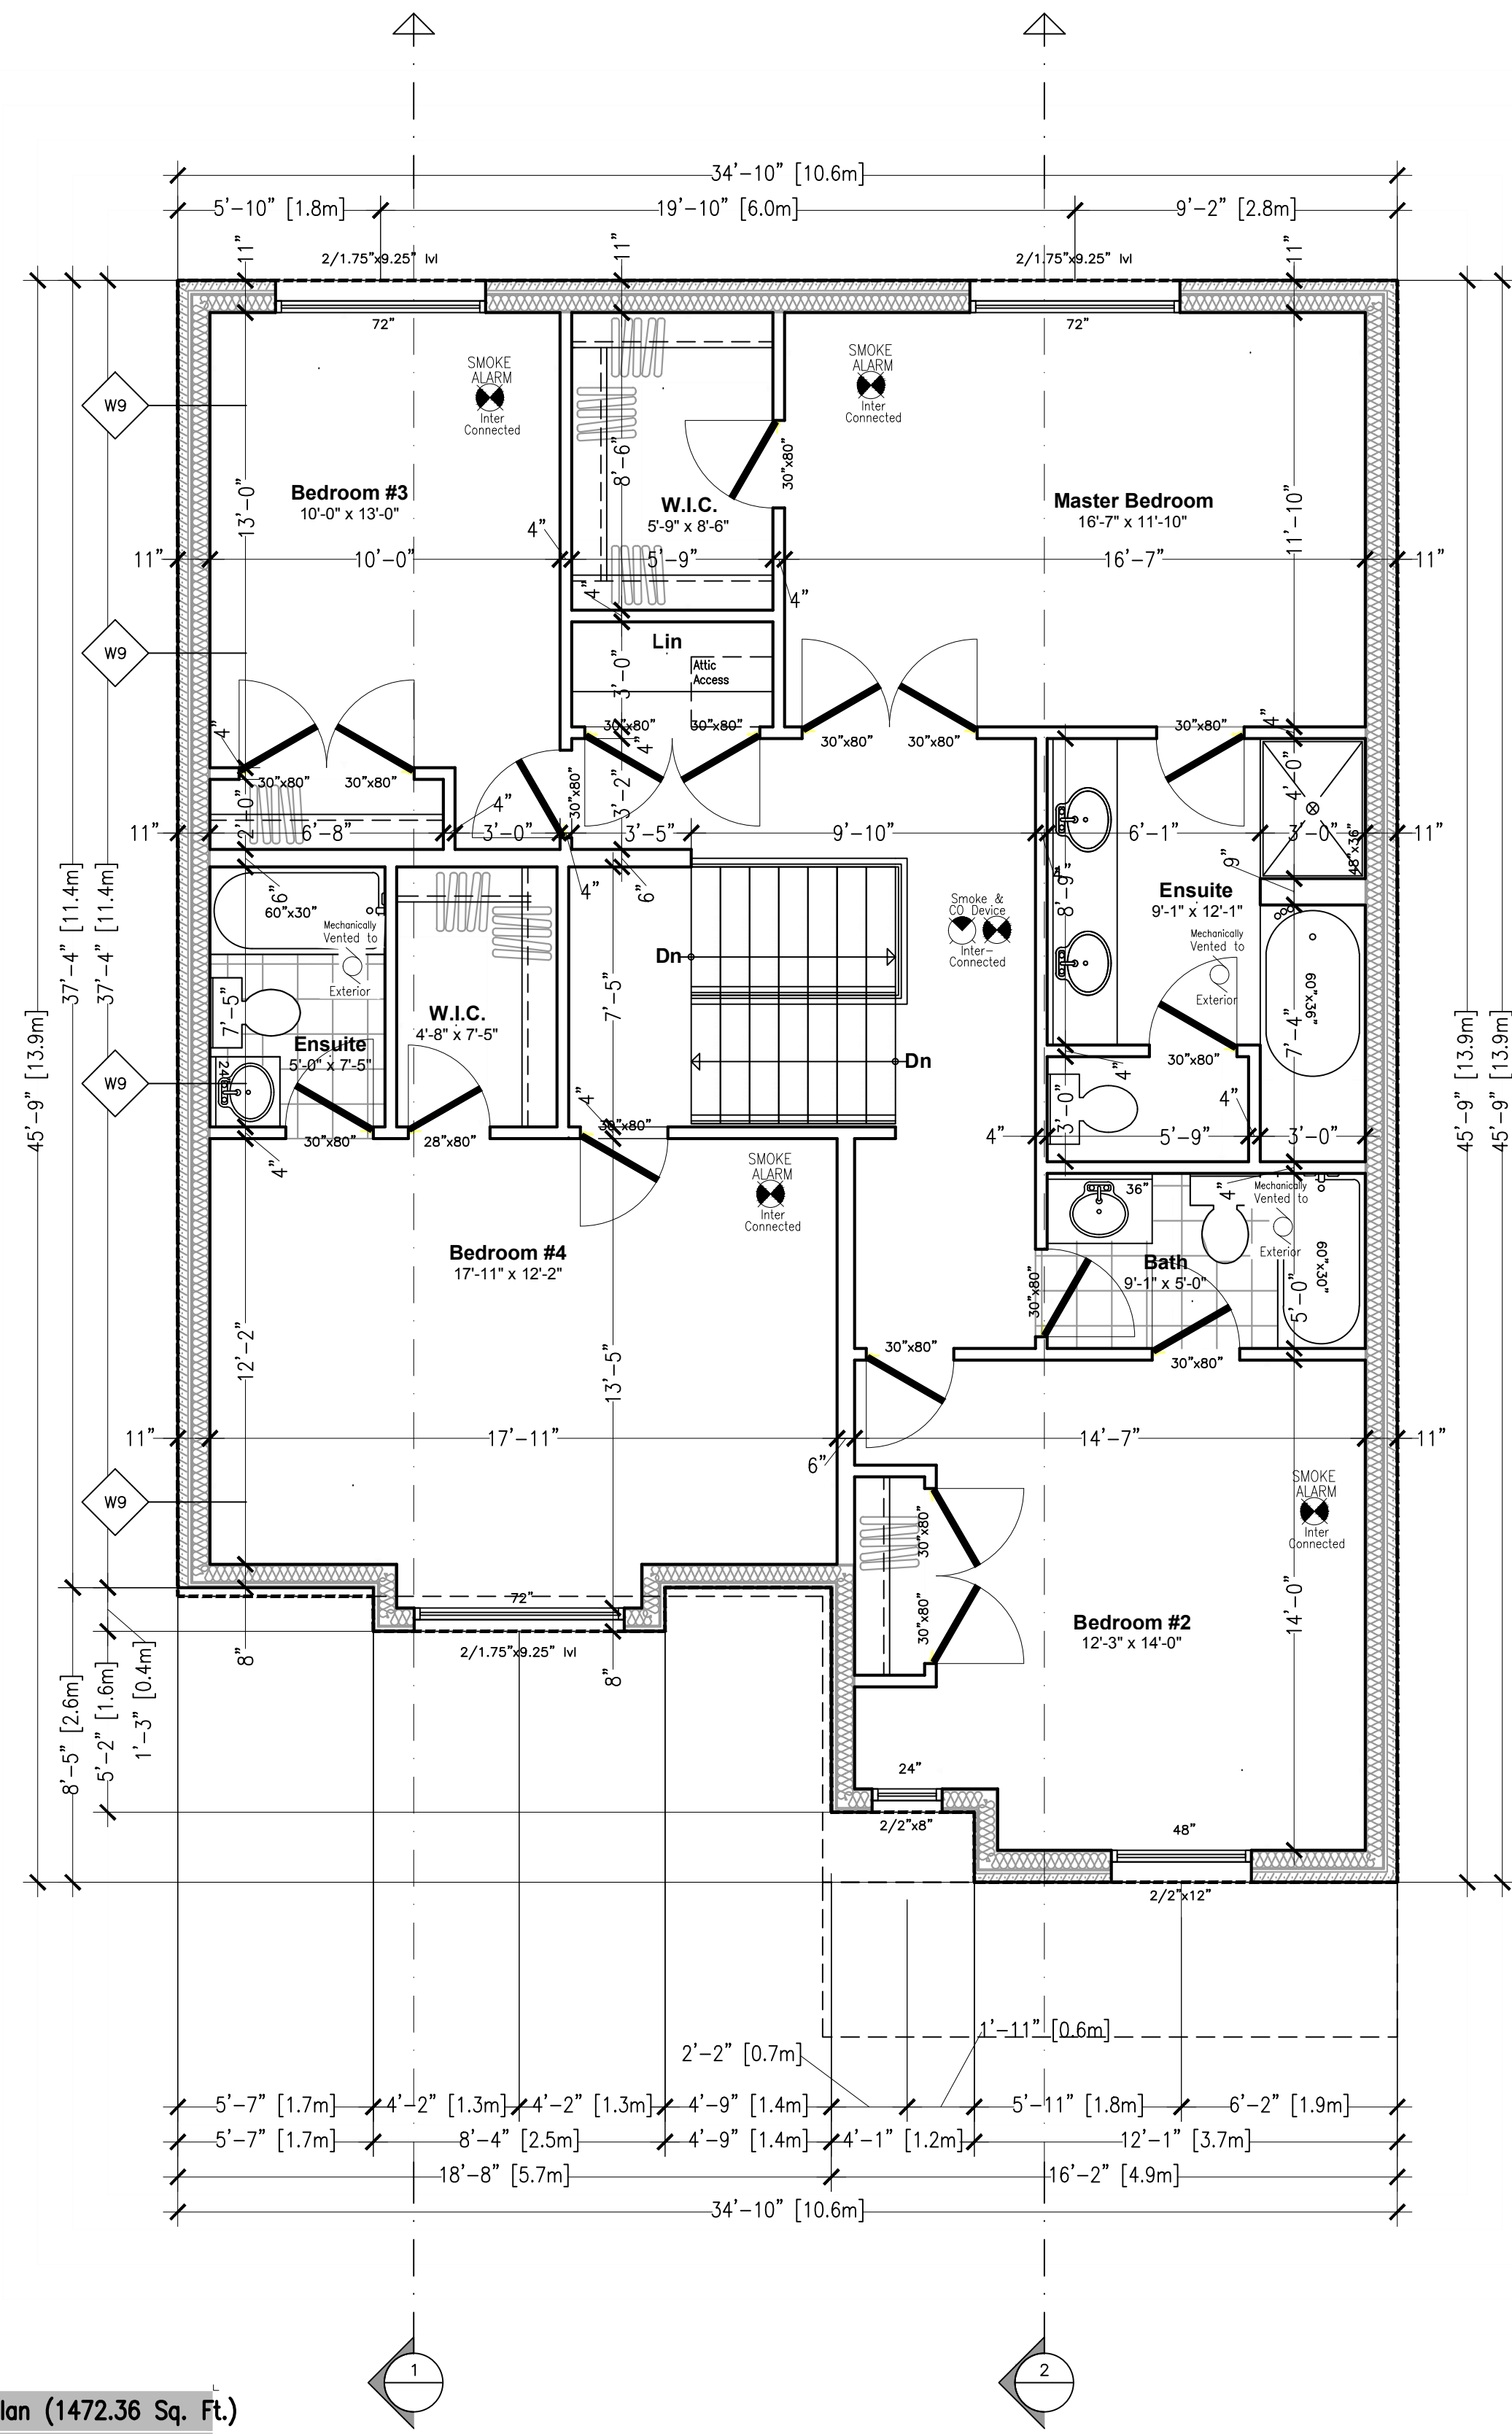 34'-10" [10.6m]
5'-10" [1.8m] 19'-10" [6.0m] 9'-2" [2.8m]
11" 11" 11"
2/1.75"x9.25" lvl 2/1.75"x9.25" lvl
72" 72"
SMOKE
ALARM
Inter
Connected
SMOKE
ALARM
Inter
Connected
W9
Bedroom #3
10'-0" x 13'-0"
13'-0"
8'-6"
W.I.C.
5'-9" x 8'-6"
30"x80"
Master Bedroom
16'-7" x 11'-10"
11'-10"
11" 10'-0" 4" 5'-9" 4" 16'-7" 11"
4"
W9
Lin
Attic
Access
3'-0"
30"x80" 30"x80"
4"
30"x80" 30"x80"
30"x80"
4"
4"
30"x80" 30"x80"
30"x80"
3'-2"
4'-0"
48"x36"
2'-0"
4"
11" 6'-8" 3'-0" 3'-5" 9'-10" 6'-1" 3'-0" 11"
4"
4"
6"
6"
9"
8'-9"
60"x30"
Mechanically
Vented to
Exterior
Smoke &
CO Device
Inter-
Connected
Ensuite
9'-1" x 12'-1"
Mechanically
Vented to
Exterior
60"x36"
7'-4"
Dn
Dn
7'-5"
7'-5"
W.I.C.
4'-8" x 7'-5"
Ensuite
5'-0" x 7'-5"
24"
W9
30"x80"
4"
4"
3'-0"
4" 5'-9" 3'-0"
4"
30"x80" 28"x80" 30"x80"
4"
SMOKE
ALARM
Inter
Connected
36"
4"
Mechanically
Vented to
Exterior
60"x30"
Bedroom #4
17'-11" x 12'-2"
Bath
9'-1" x 5'-0"
5'-0"
30"x80"
30"x80"
30"x80"
12'-2"
13'-5"
11" 17'-11" 6" 14'-7" 11"
W9
SMOKE
ALARM
Inter
Connected
30"x80"
30"x80"
Bedroom #2
12'-3" x 14'-0"
14'-0"
72"
2/1.75"x9.25" lvl
8"
8"
24"
2/2"x8"
48"
2/2"x12"
45'-9" [13.9m]
37'-4" [11.4m]
37'-4" [11.4m]
8'-5" [2.6m]
5'-2" [1.6m]
1'-3" [0.4m]
45'-9" [13.9m]
45'-9" [13.9m]
2'-2" [0.7m] 1'-11" [0.6m]
5'-7" [1.7m] 4'-2" [1.3m] 4'-2" [1.3m] 4'-9" [1.4m] 5'-11" [1.8m] 6'-2" [1.9m]
5'-7" [1.7m] 8'-4" [2.5m] 4'-9" [1.4m] 4'-1" [1.2m] 12'-1" [3.7m]
18'-8" [5.7m] 16'-2" [4.9m]
34'-10" [10.6m]
1 2
lan (1472.36 Sq. Ft.)